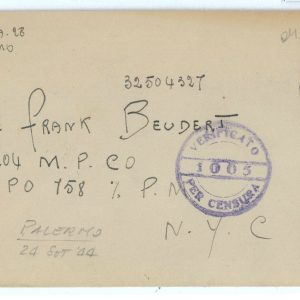 32504327
FRANK BEUDERT
204 M.P. CO
PO 758 % P.M
N.Y.C
VERIFICATO
1005
PER CENSURA
PALERMO
24 SET '44